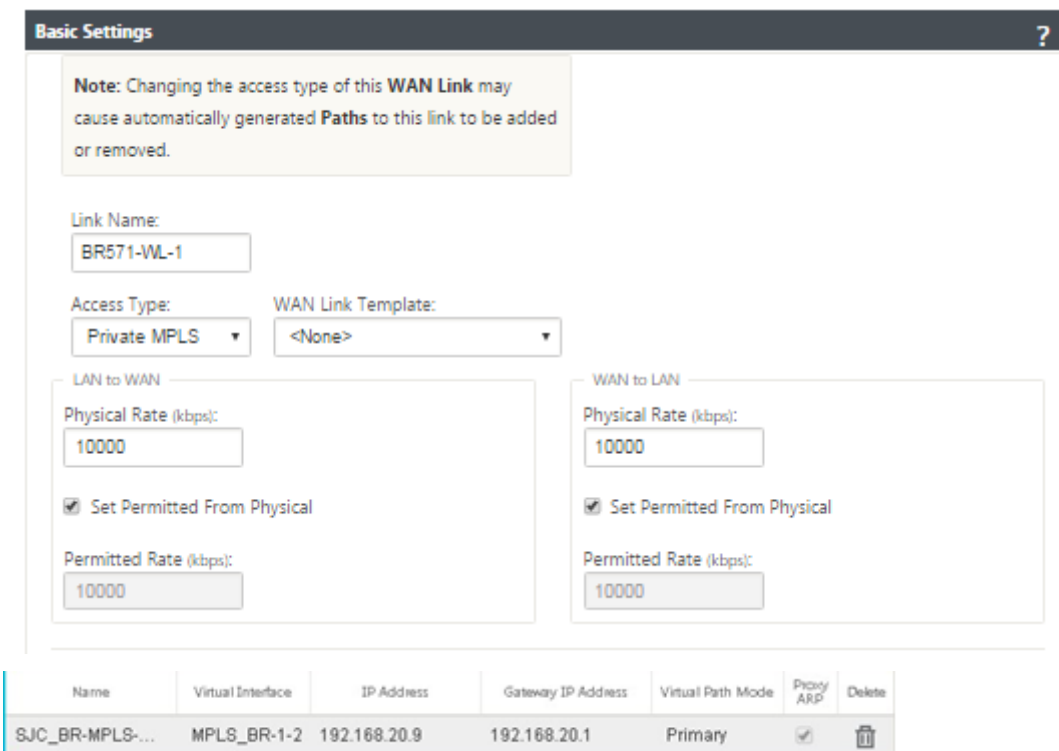 Basic Settings ?
Note: Changing the access type of this WAN Link may
cause automatically generated Paths to this link to be added
or removed.
Link Name:
BR571-WL-1
Access Type: WAN Link Template:
Private MPLS <None>
LAN to WAN
Physical Rate (kbps):
10000
Set Permitted From Physical
Permitted Rate (kbps):
10000
WAN to LAN
Physical Rate (kbps):
10000
Set Permitted From Physical
Permitted Rate (kbps):
10000
Name Virtual Interface IP Address Gateway IP Address Virtual Path Mode Proxy ARP Delete
SJC_BR-MPLS-... MPLS_BR-1-2 192.168.20.9 192.168.20.1 Primary